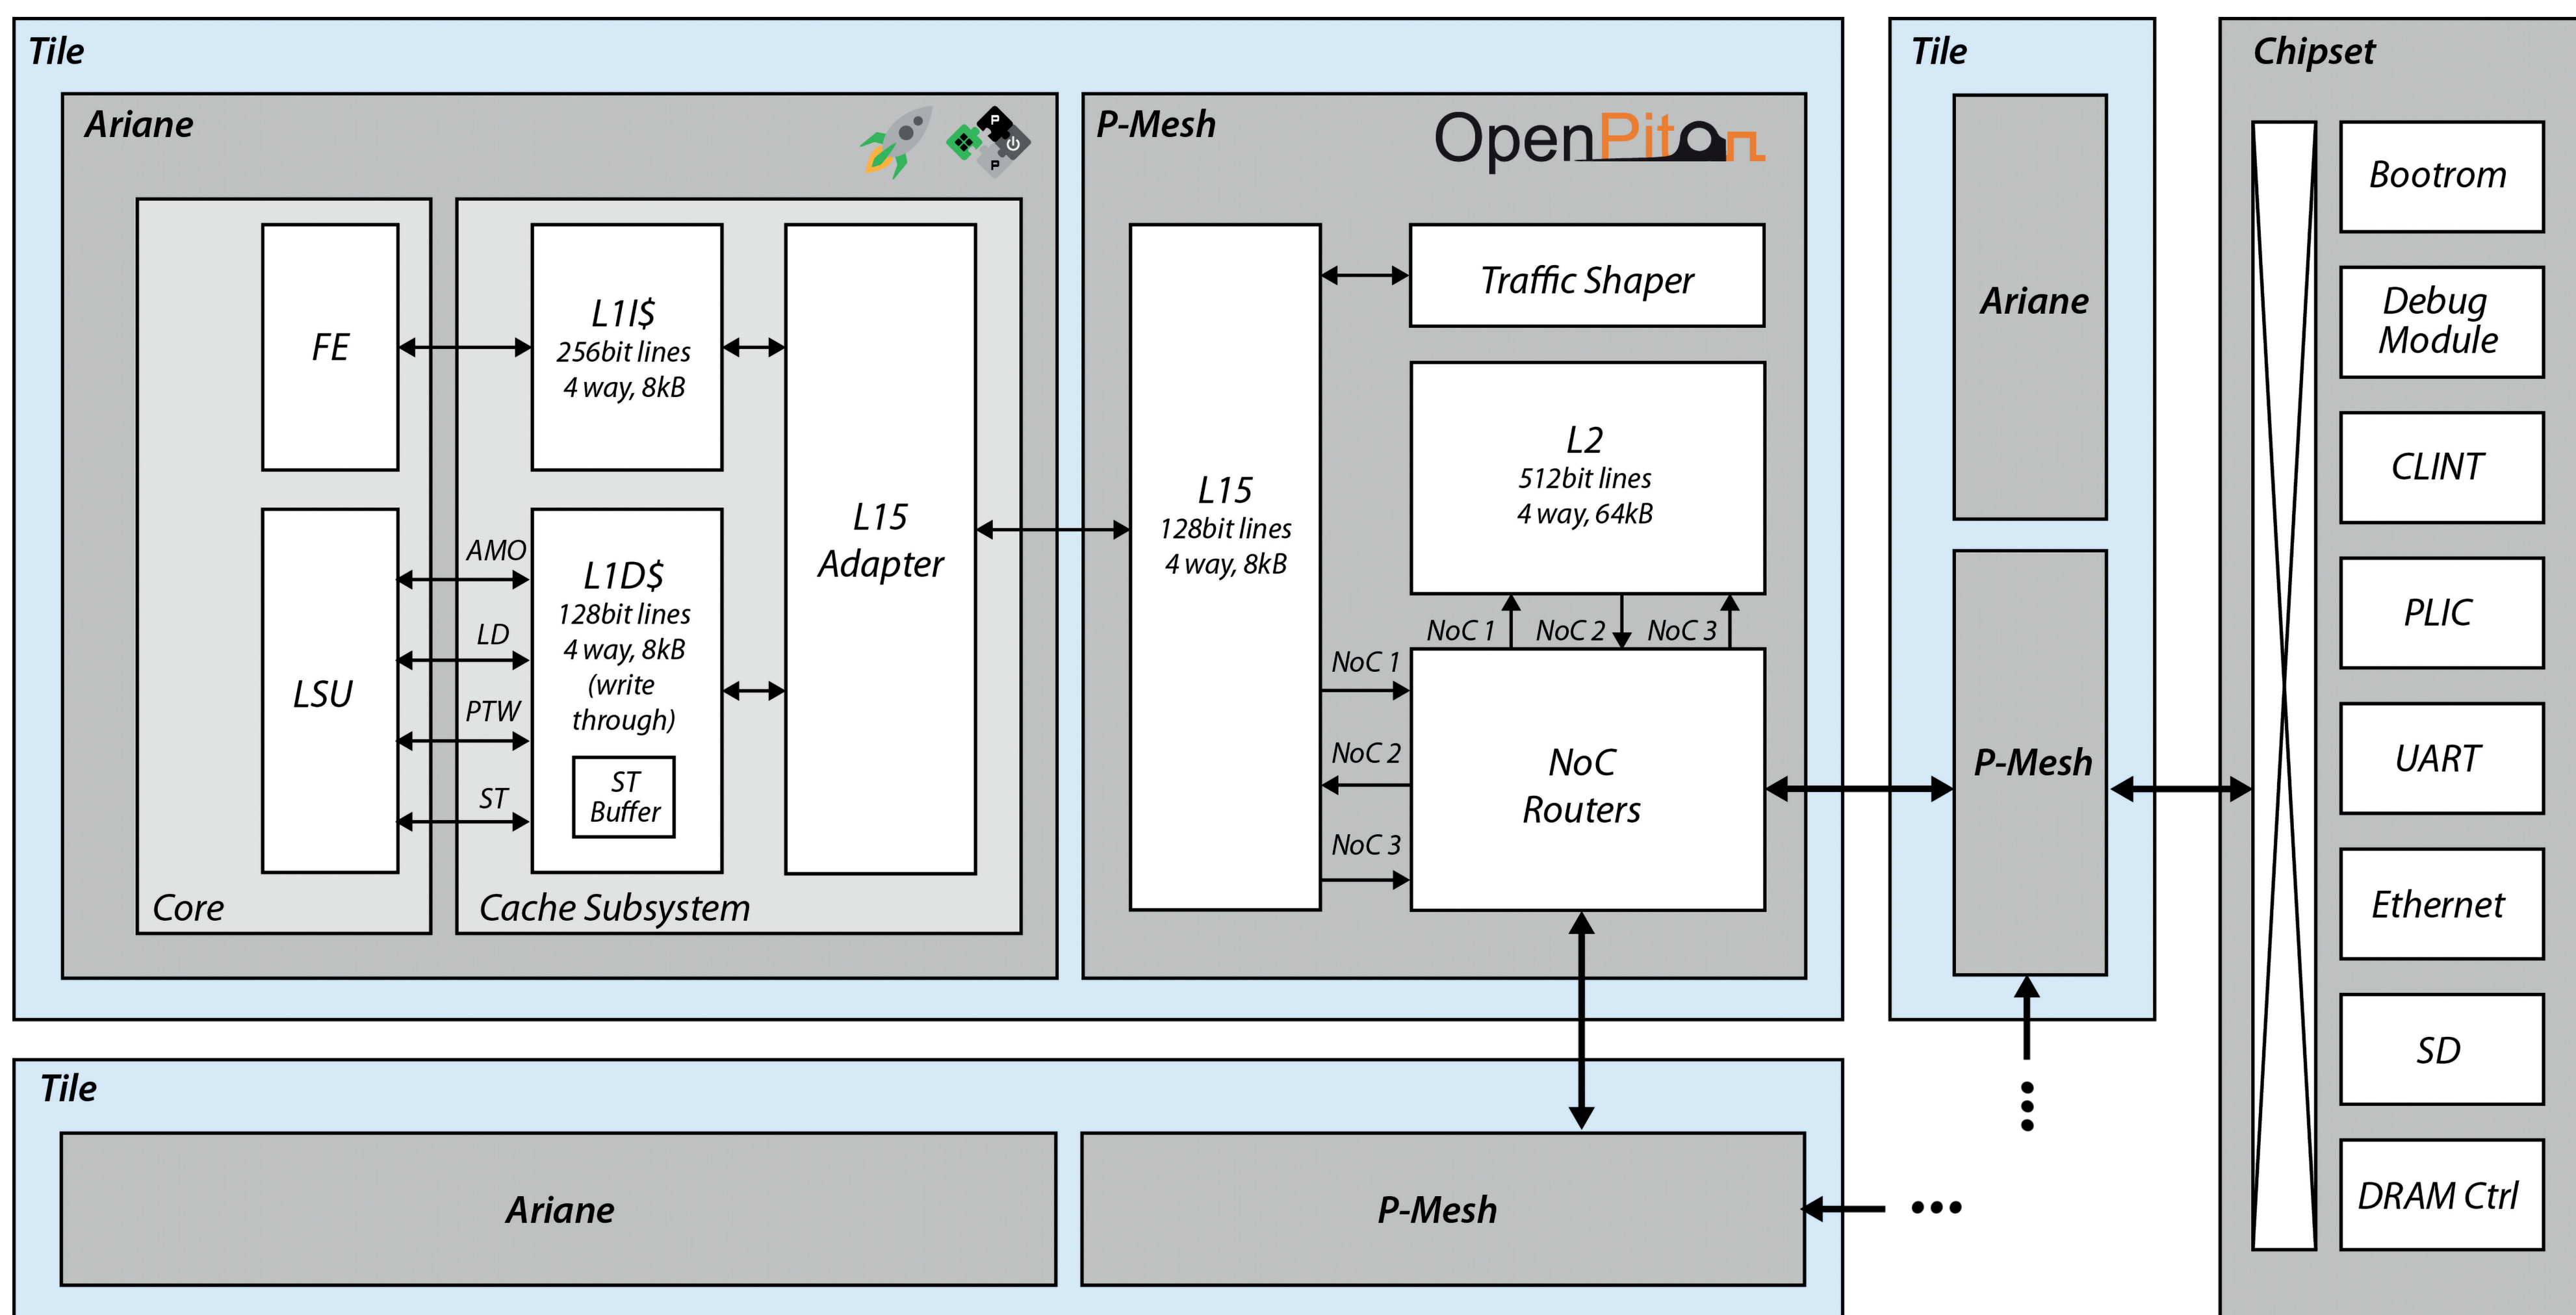 Tile
Ariane
P
P
FE
L1I$
256bit lines
4 way, 8kB
LSU
AMO
LD
PTW
ST
L1D$
128bit lines
4 way, 8kB
(write
through)
ST
Buffer
L15
Adapter
Core
Cache Subsystem
P-Mesh
OpenPiton
L15
128bit lines
4 way, 8kB
Traffic Shaper
L2
512bit lines
4 way, 64kB
NoC 1
NoC 2
NoC 3
NoC 1
NoC 2
NoC 3
NoC
Routers
Tile
Ariane
P-Mesh
Tile
Ariane
P-Mesh
Chipset
Bootrom
Debug
Module
CLINT
PLIC
UART
Ethernet
SD
DRAM Ctrl